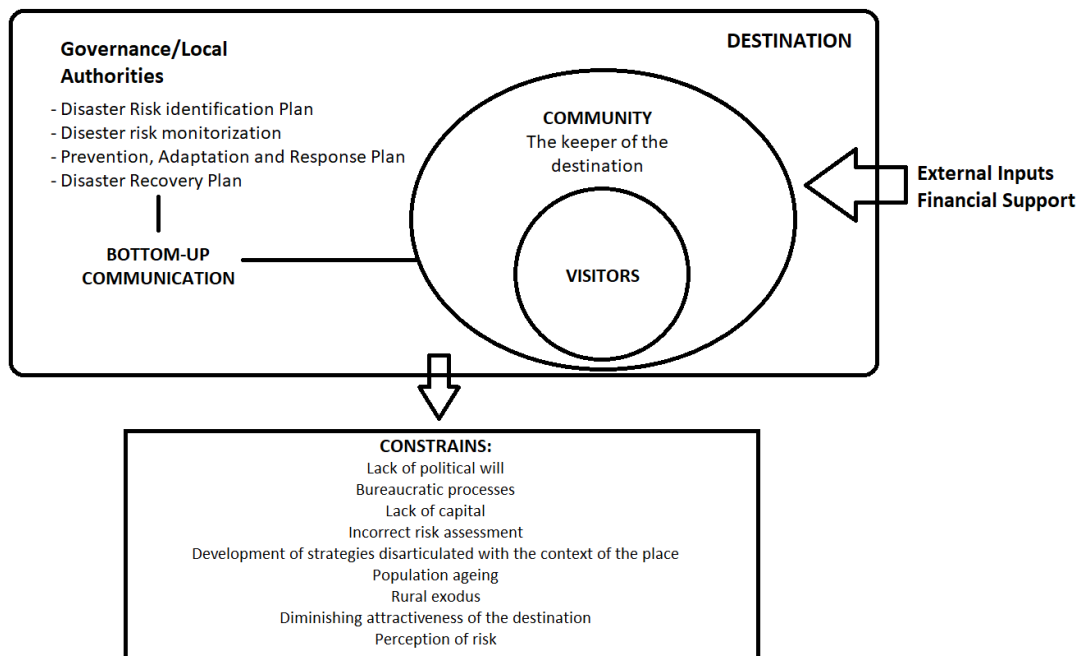 Governance/Local
Authorities
- Disaster Risk identification Plan
- Disester risk monitorization
- Prevention, Adaptation and Response Plan
- Disaster Recovery Plan
BOTTOM-UP
COMMUNICATION
DESTINATION
COMMUNITY
The keeper of the
destination
VISITORS
External Inputs
Financial Support
CONSTRAINS:
Lack of political will
Bureaucratic processes
Lack of capital
Incorrect risk assessment
Development of strategies disarticulated with the context of the place
Population ageing
Rural exodus
Diminishing attractiveness of the destination
Perception of risk